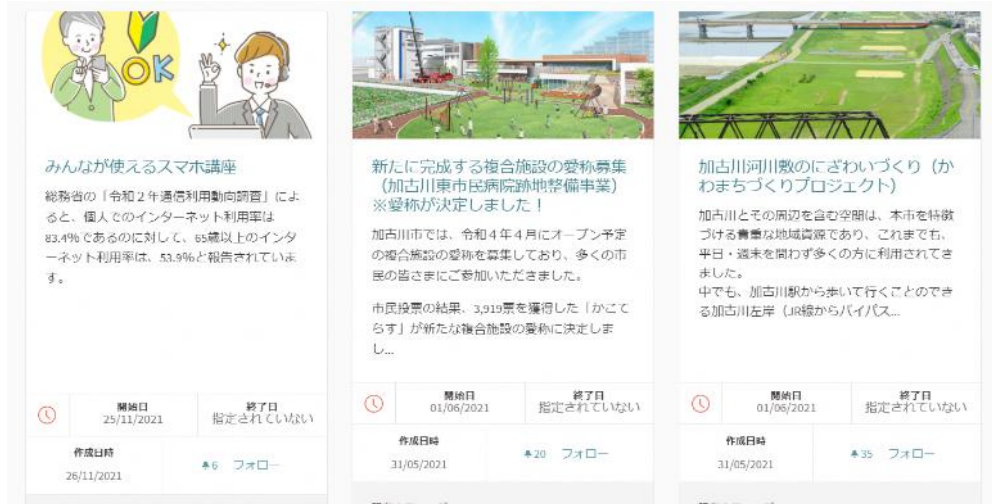 OK
みんなが使えるスマホ講座
総務省の「令和2年通信利用動向調査」によ
ると、個人でのインターネット利用率は
83.4%であるのに対して、65歳以上のインタ
ーネット利用率は、53.9%と報告されていま
す。
開始日
25/11/2021
終了日
指定されていない
作成日時
26/11/2021
6 フォロー
新たに完成する複合施設の愛称募集
（加古川東市民病院跡地整備事業）
※愛称が決定しました！
加古川市では、令和4年4月にオープン予定
の複合施設の愛称を募集しており、多くの市
民の皆さまにご参加いただきました。
市民投票の結果、3,919票を獲得した「かこて
らす」が新たな複合施設の愛称に決定しま
し...
開始日
01/06/2021
終了日
指定されていない
作成日時
31/05/2021
20 フォロー
加古川河川敷のにぎわいづくり（か
わまちづくりプロジェクト）
加古川とその周辺を含む空間は、本市を特徴
づける貴重な地域資源であり、これまでも、
平日・週末を問わず多くの方に利用されてき
ました。
中でも、加古川駅から歩いて行くことのでき
る加古川左岸（JR線からバイパス...
開始日
01/06/2021
終了日
指定されていない
作成日時
31/05/2021
35 フォロー